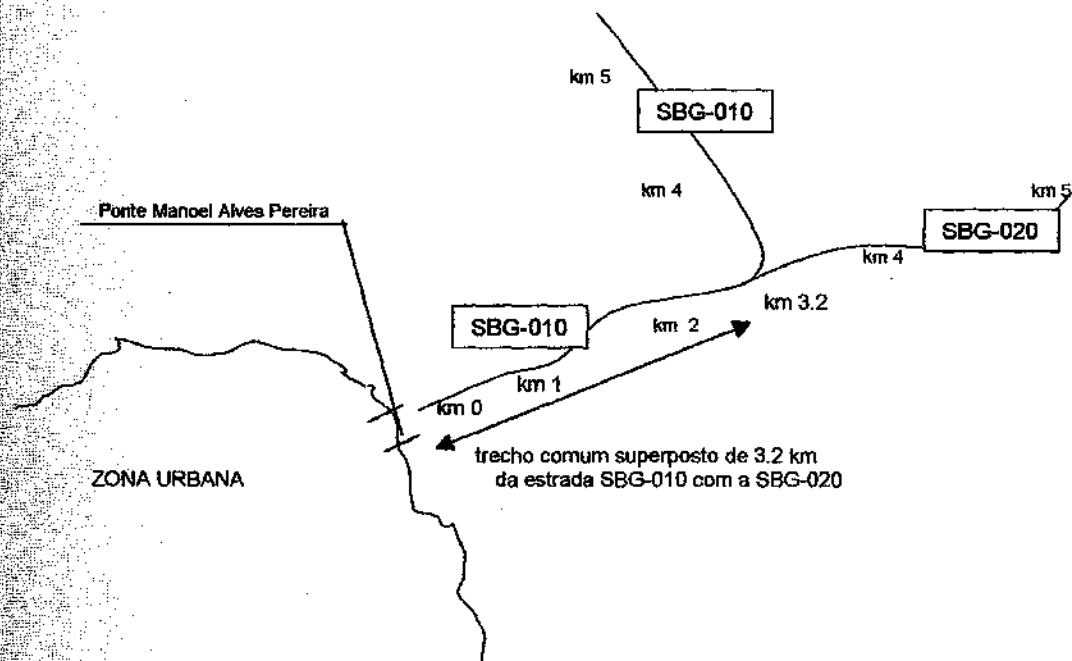 km 5
SBG-010
km 4
km 5
Ponte Manoel Alves Pereira
SBG-020
km 4
km 3.2
SBG-010
km 2
km 1
km 0
trecho comum superposto de 3.2 km
da estrada SBG-010 com a SBG-020
ZONA URBANA